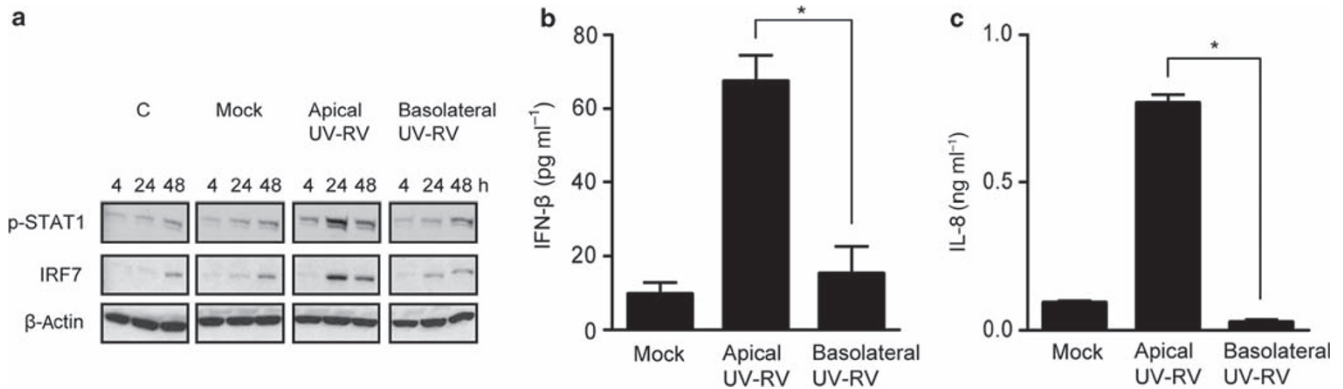 a
C Mock Apical Basolateral
UV-RV UV-RV
4 24 48 4 24 48 4 24 48 4 24 48 h
p-STAT1
IRF7
β-Actin
b
*
80
60
40
20
0
IFN-β (pg ml⁻¹)
Mock Apical Basolateral
UV-RV UV-RV
c
*
1.0
0.5
0.0
IL-8 (ng ml⁻¹)
Mock Apical Basolateral
UV-RV UV-RV